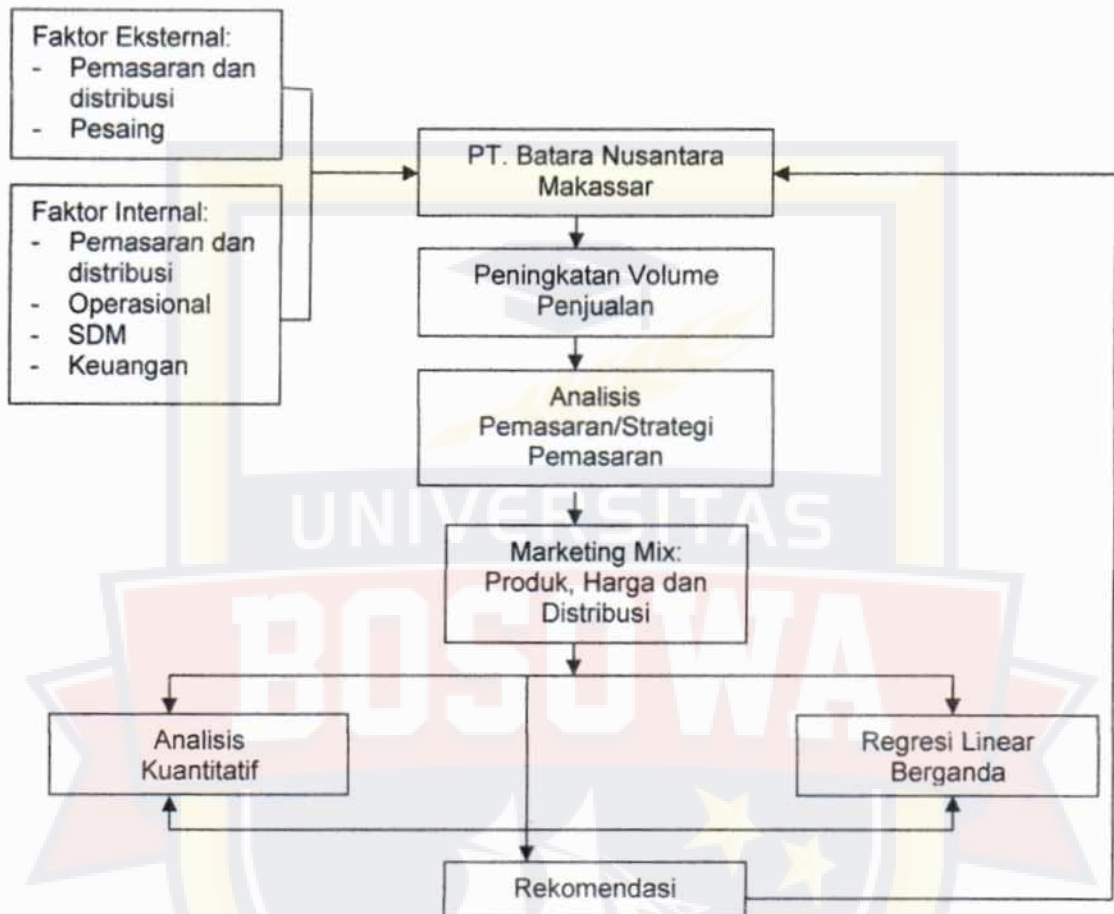 Faktor Eksternal:
- Pemasaran dan
distribusi
- Pesaing
Faktor Internal:
- Pemasaran dan
distribusi
- Operasional
- SDM
- Keuangan
PT. Batara Nusantara
Makassar
Peningkatan Volume
Penjualan
Analisis
Pemasaran/Strategi
Pemasaran
UNIVERSITAS
Marketing Mix:
Produk, Harga dan
Distribusi
BOSOWA
Analisis
Kuantitatif
Regresi Linear
Berganda
Rekomendasi